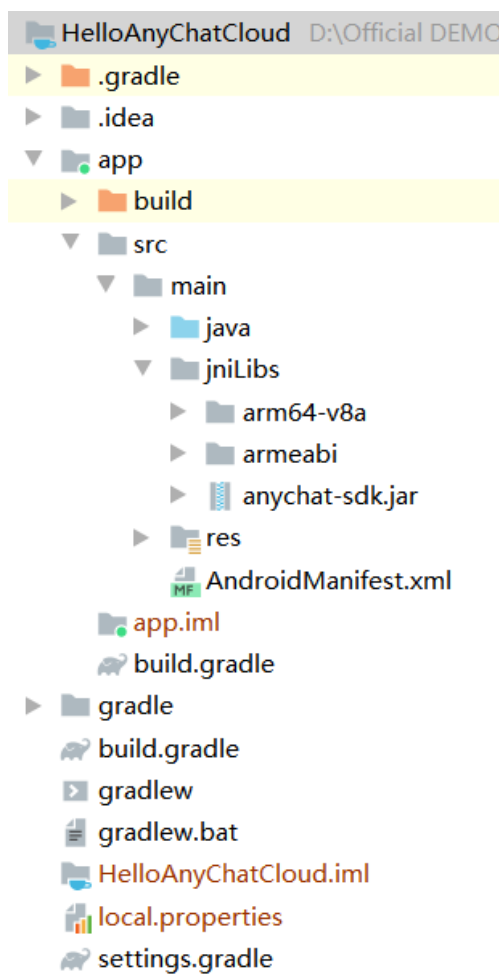 HelloAnyChatCloud D:\Official DEMO
.gradle
.idea
app
build
src
main
java
jniLibs
arm64-v8a
armeabi
anychat-sdk.jar
res
MF AndroidManifest.xml
app.iml
build.gradle
gradle
build.gradle
gradlew
gradlew.bat
HelloAnyChatCloud.iml
local.properties
settings.gradle